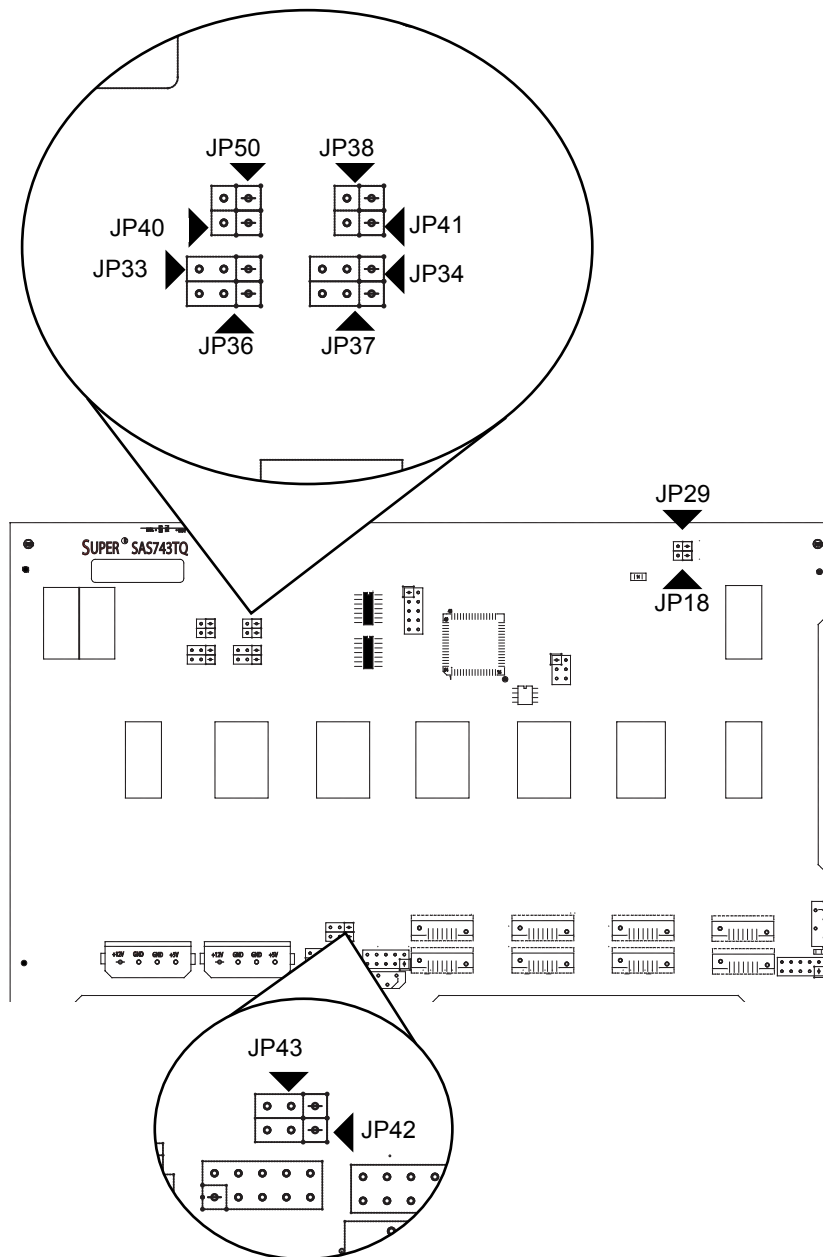 JP50 JP38
JP40 JP41
JP33 JP34
JP36 JP37
JP29
SUPER® SAS743TQ
JP18
+12V GND GND +5V +12V GND GND +5V
JP43
JP42